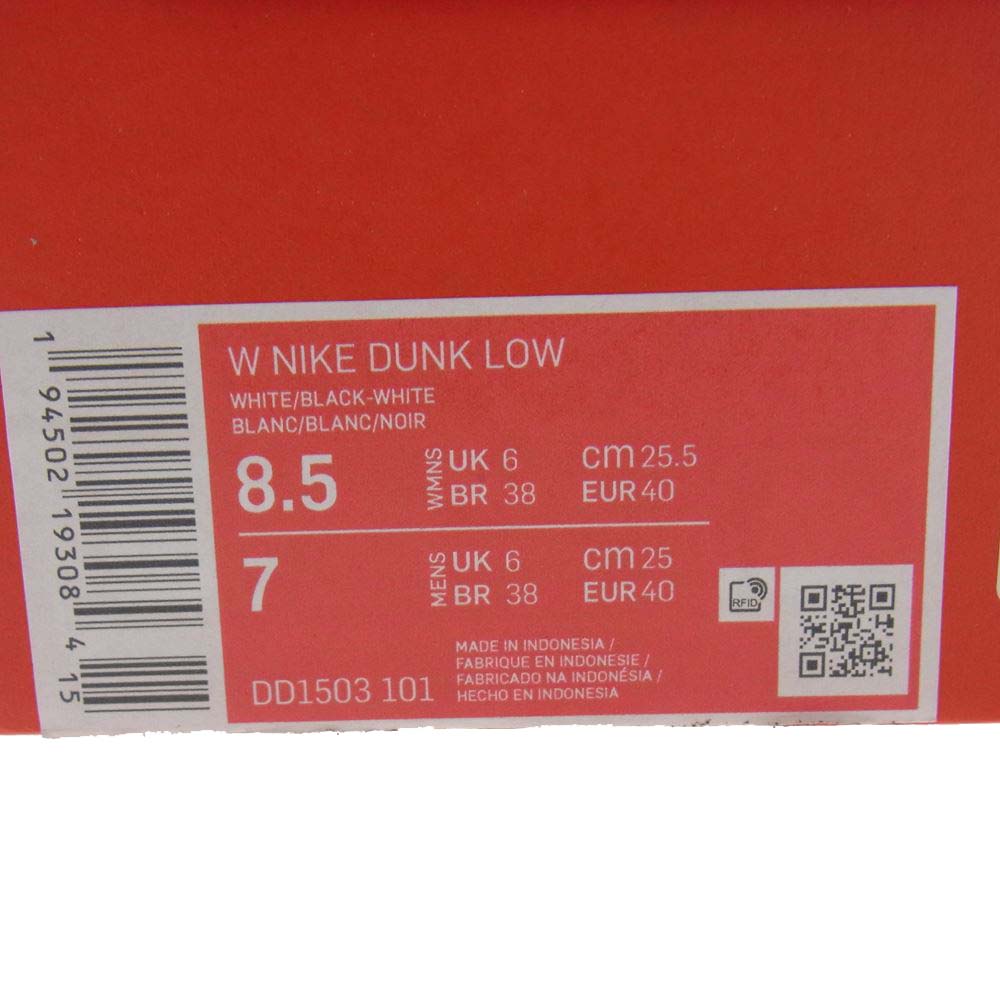 W NIKE DUNK LOW
WHITE/BLACK-WHITE
BLANC/BLANC/NOIR
8.5 WMNS UK 6 cm 25.5
BR 38 EUR 40
7 MENS UK 6 cm 25
BR 38 EUR 40
RFID
MADE IN INDONESIA /
FABRIQUE EN INDONESIE /
FABRICADO NA INDONÉSIA /
HECHO EN INDONESIA
DD1503 101
1 94502 19308 4 15